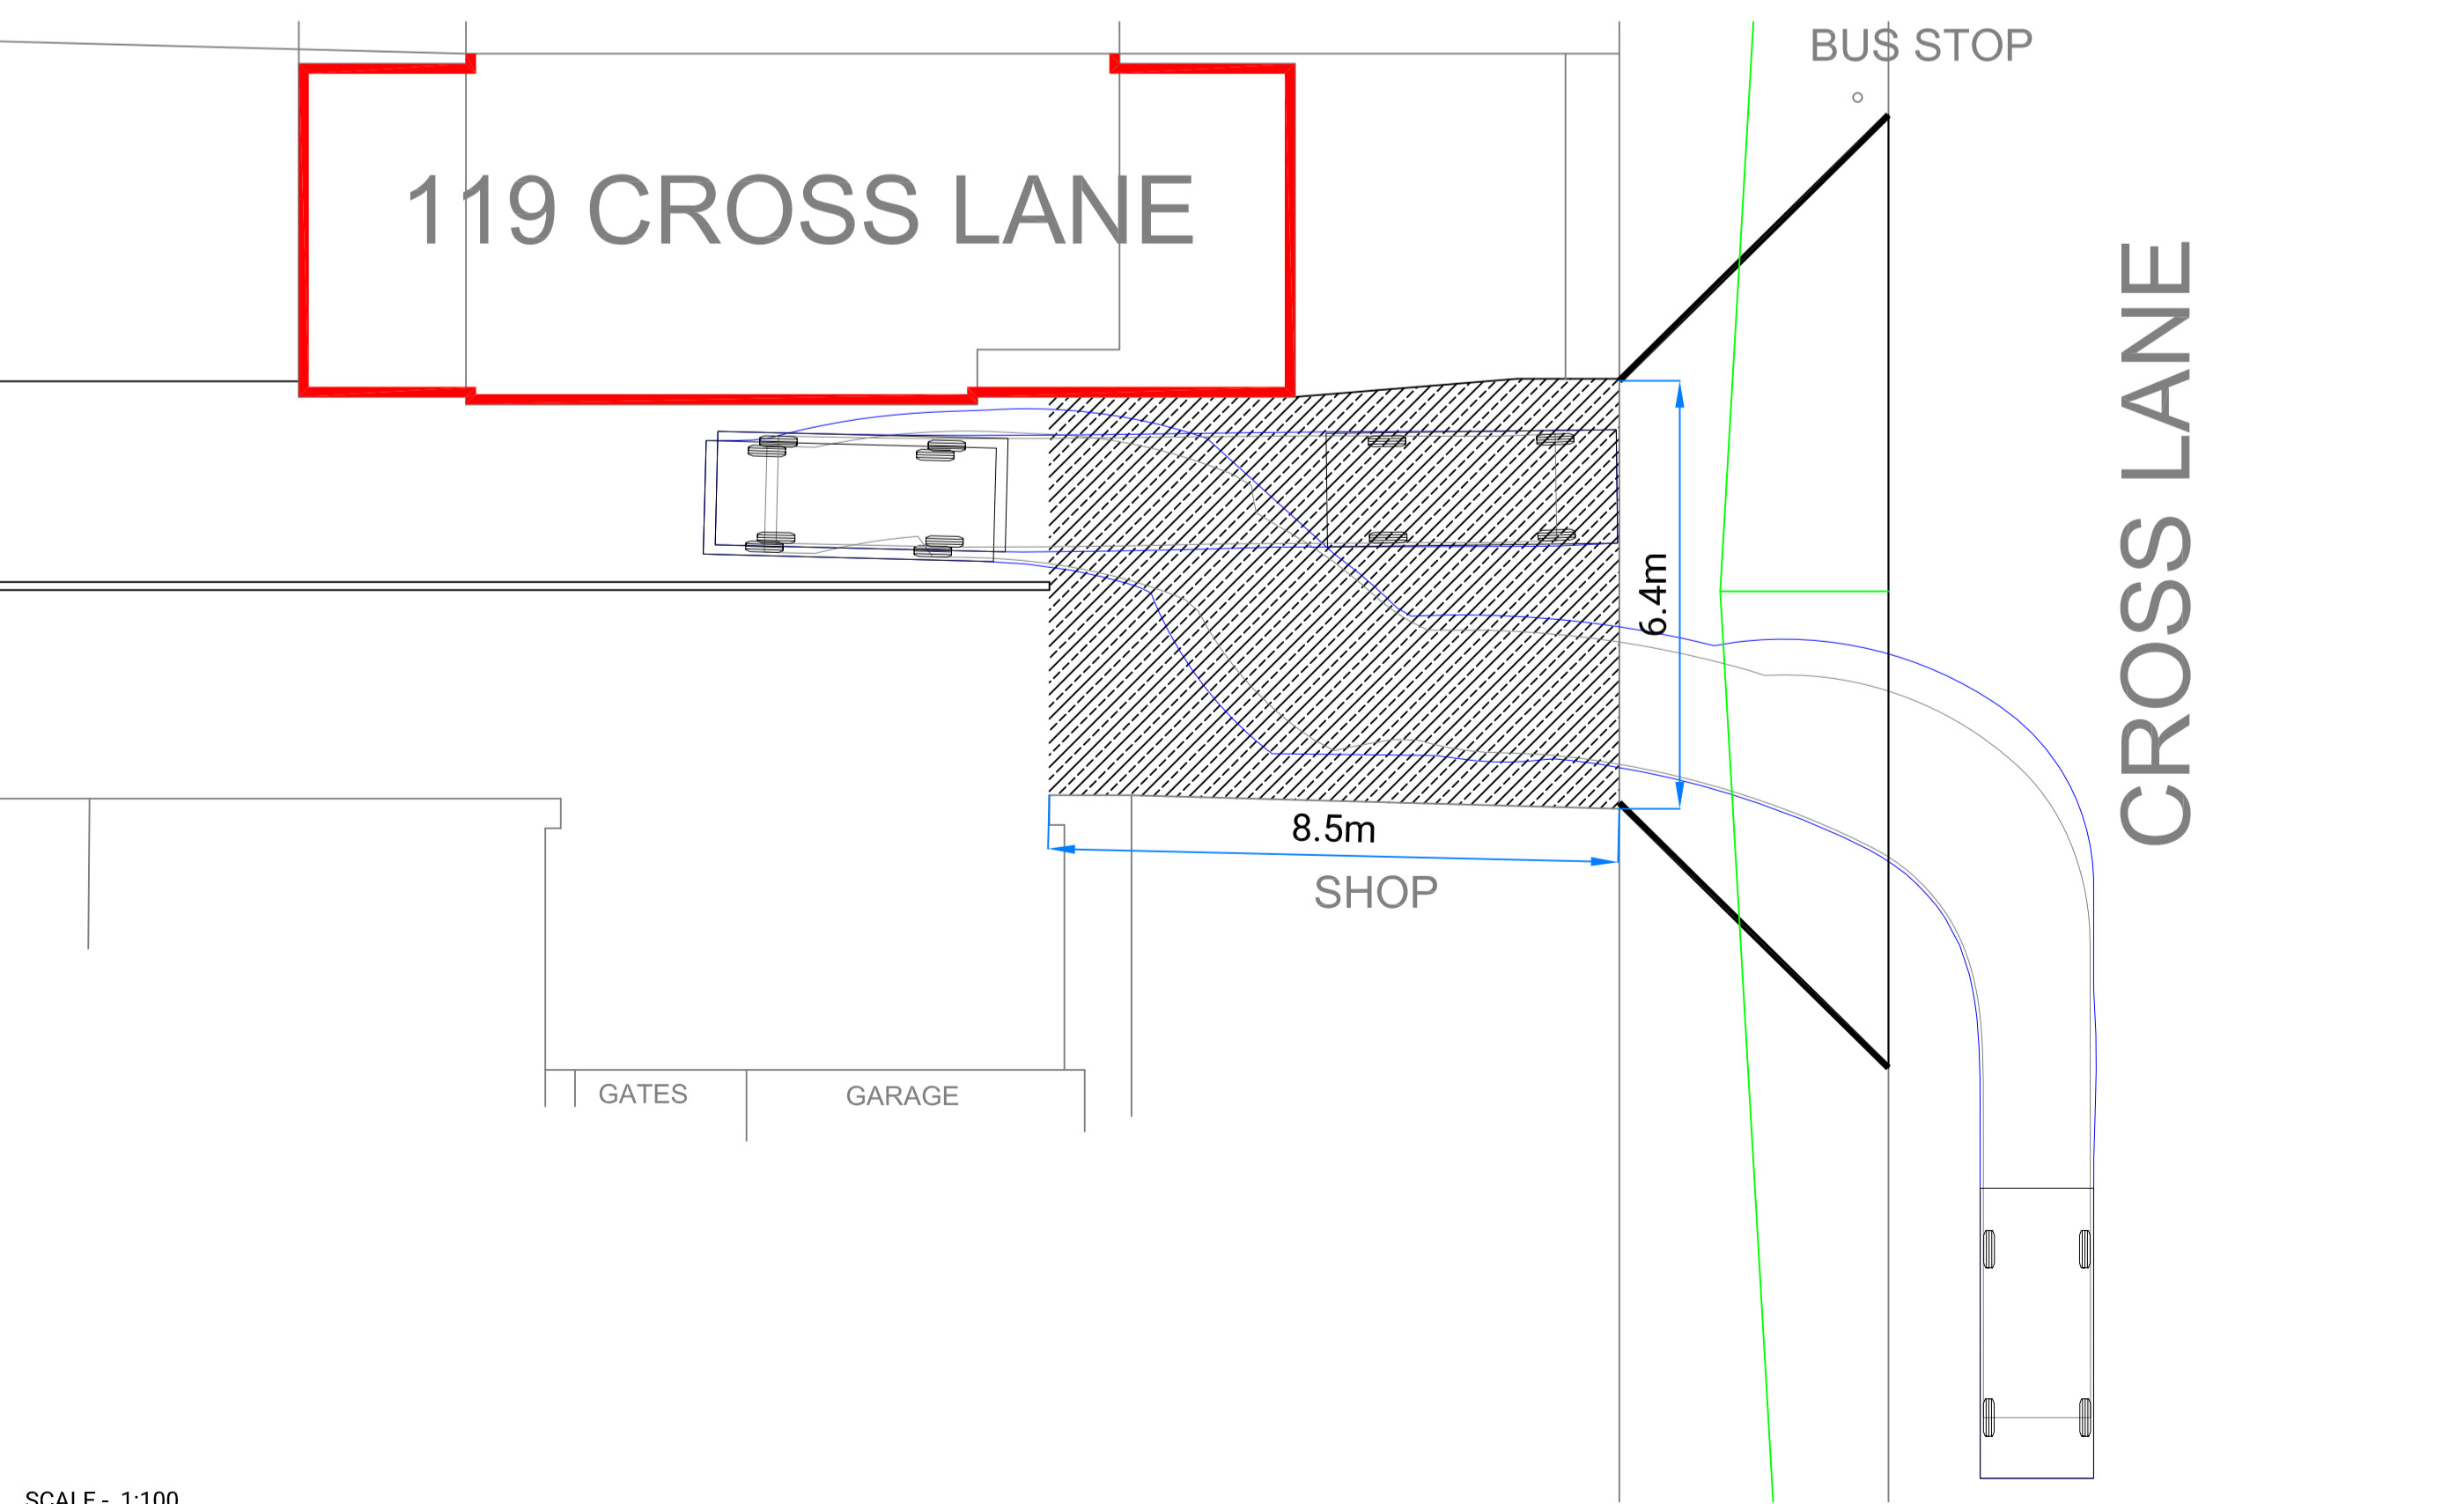 BUS STOP
119 CROSS LANE
CROSS LANE
6.4m
8.5m
SHOP
GATES
GARAGE
SCALE - 1:100